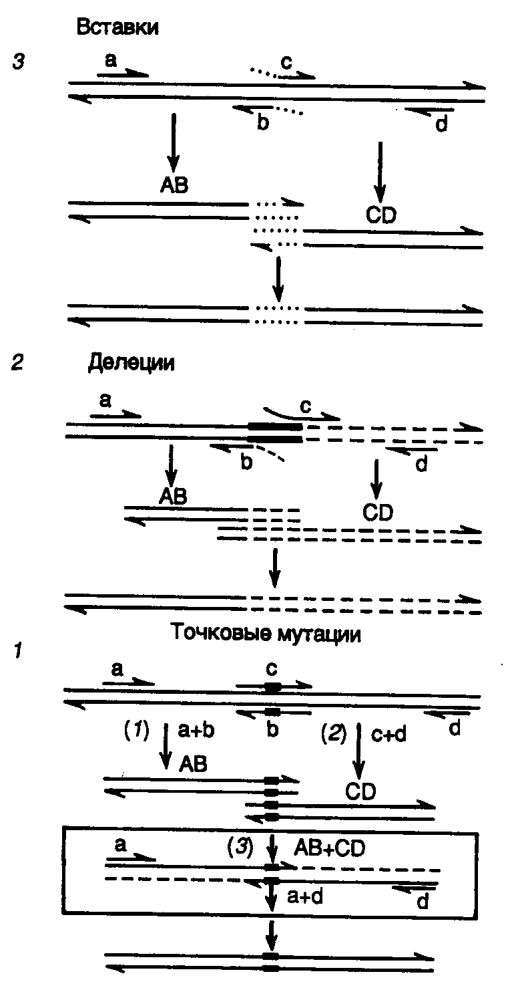 Вставки
3
a c
b d
AB
CD
2 Делеции
a c
b d
AB
CD
Точковые мутации
1
a c
(1) a+b b (2) c+d d
AB
CD
a (3) AB+CD
a+d d